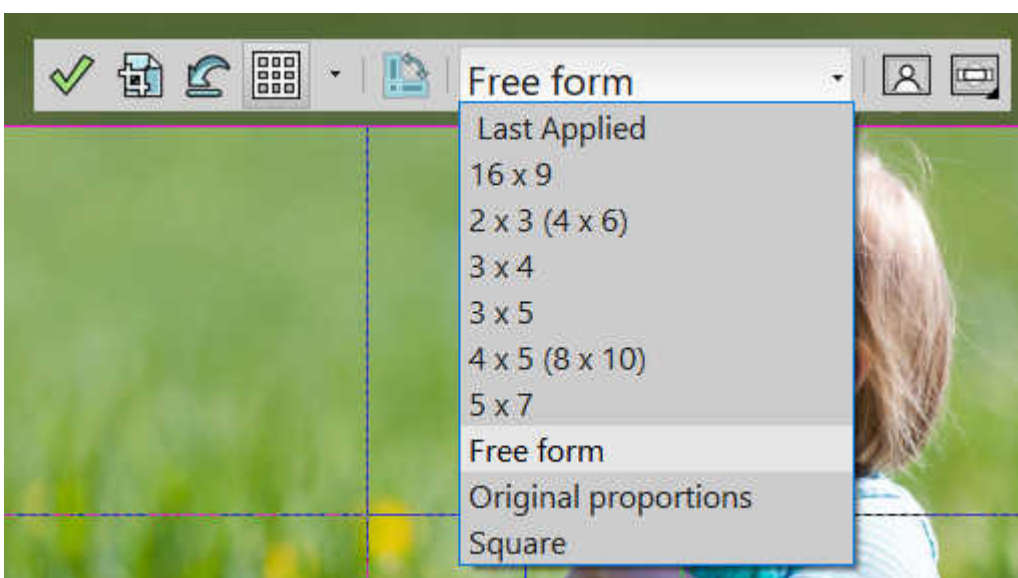 Free form
Last Applied
16 x 9
2 x 3 (4 x 6)
3 x 4
3 x 5
4 x 5 (8 x 10)
5 x 7
Free form
Original proportions
Square